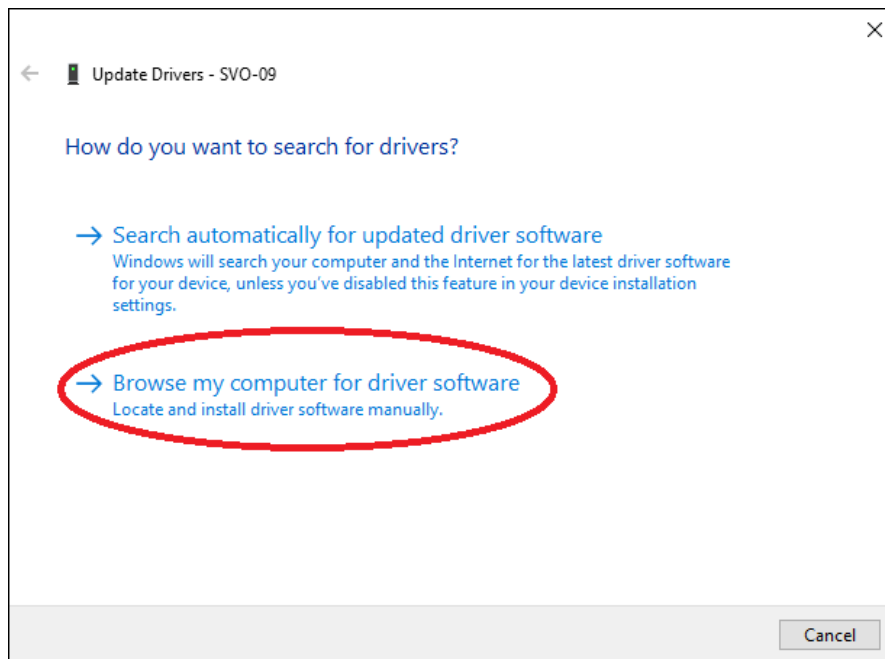 Update Drivers - SVO-09
How do you want to search for drivers?
Search automatically for updated driver software
Windows will search your computer and the Internet for the latest driver software
for your device, unless you've disabled this feature in your device installation
settings.
Browse my computer for driver software
Locate and install driver software manually.
Cancel